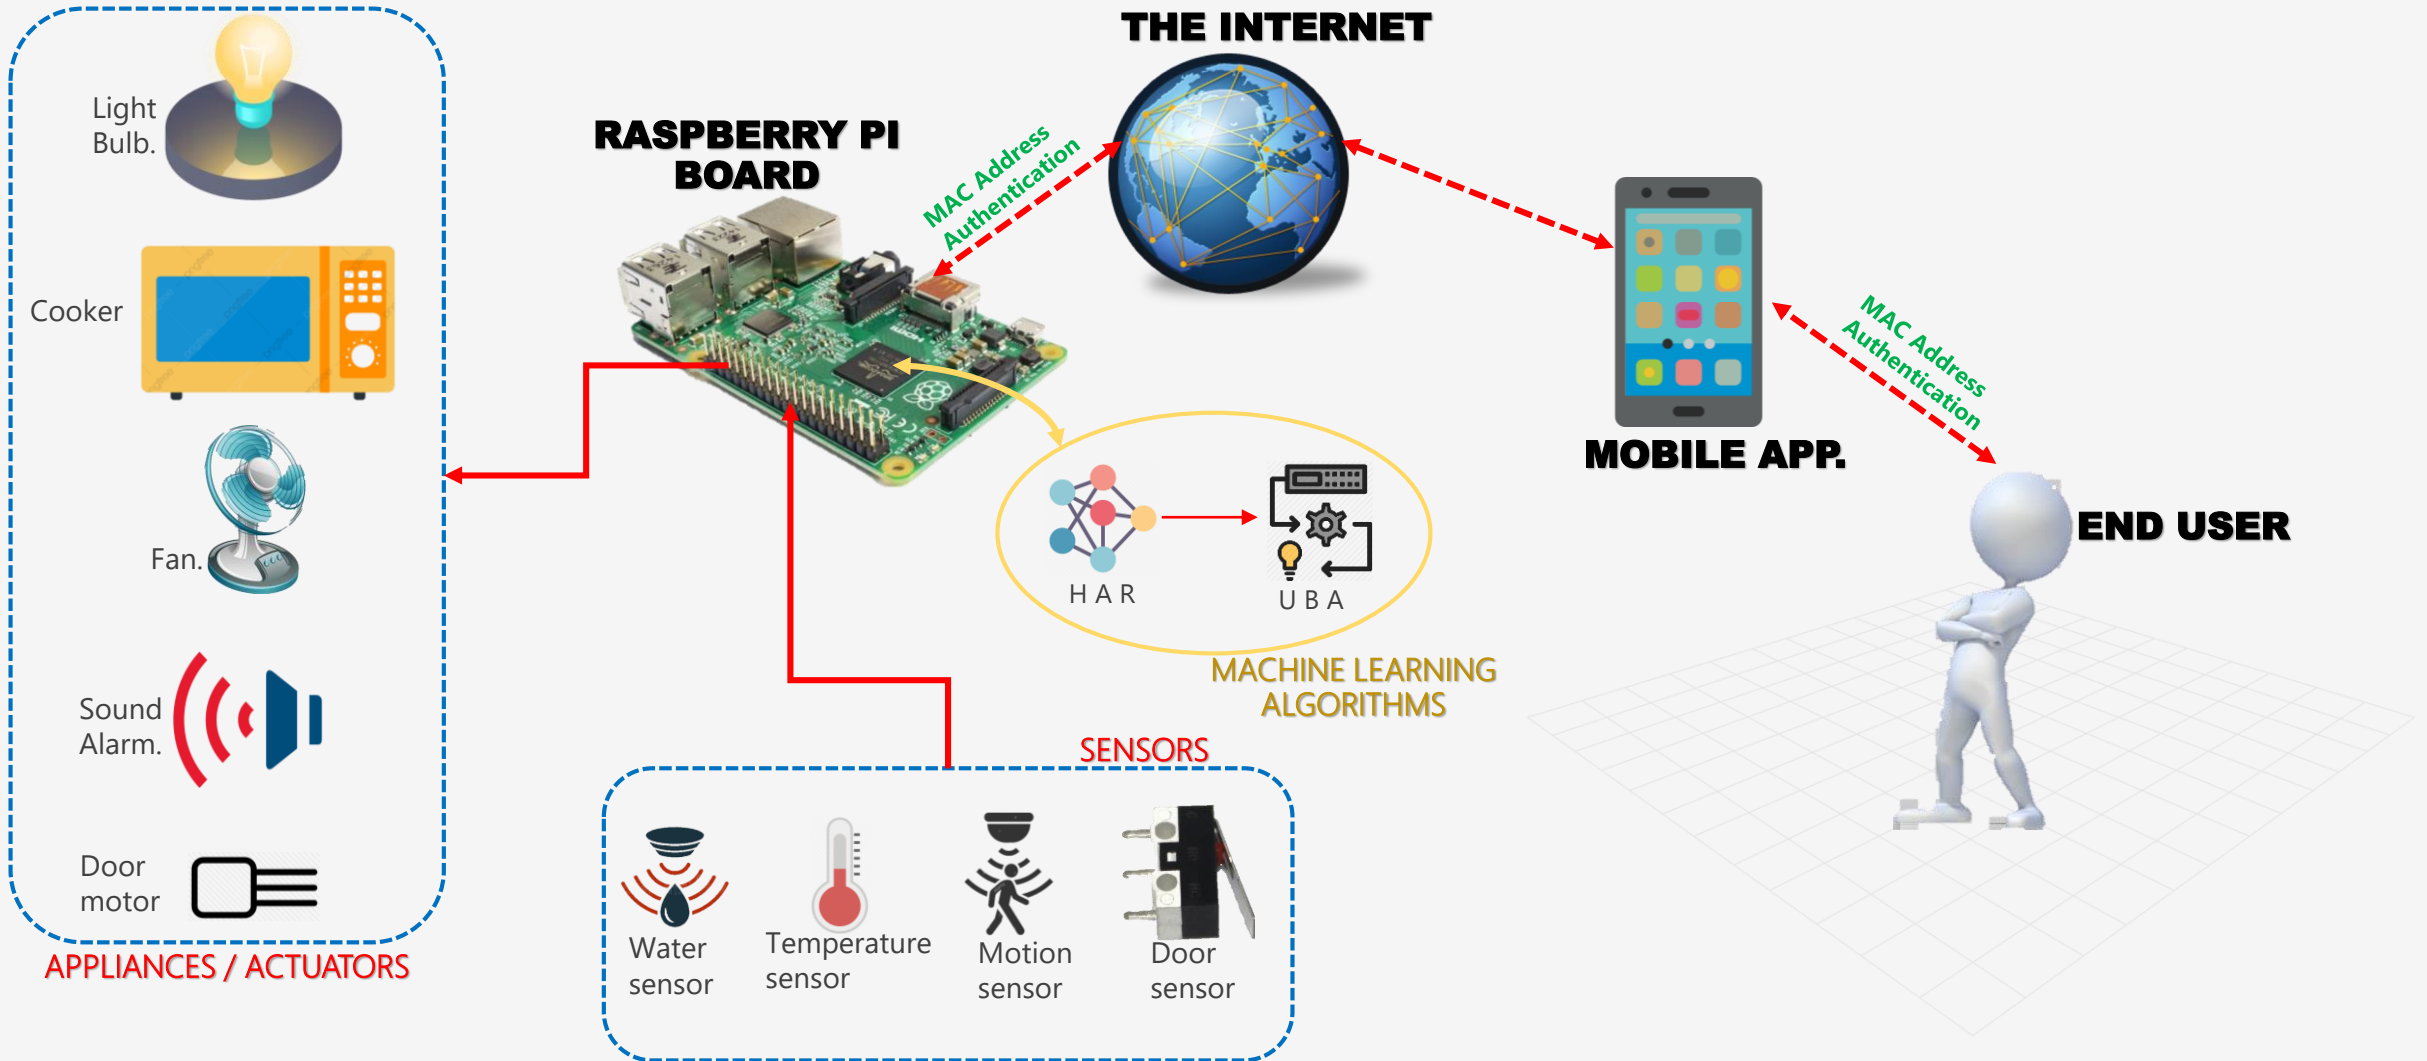 THE INTERNET
RASPBERRY PI
BOARD
MAC Address
Authentication
MAC Address
Authentication
MOBILE APP.
END USER
Light
Bulb.
Cooker
Fan.
Sound
Alarm.
Door
motor
APPLIANCES / ACTUATORS
H A R
U B A
MACHINE LEARNING
ALGORITHMS
SENSORS
Water
sensor
Temperature
sensor
Motion
sensor
Door
sensor